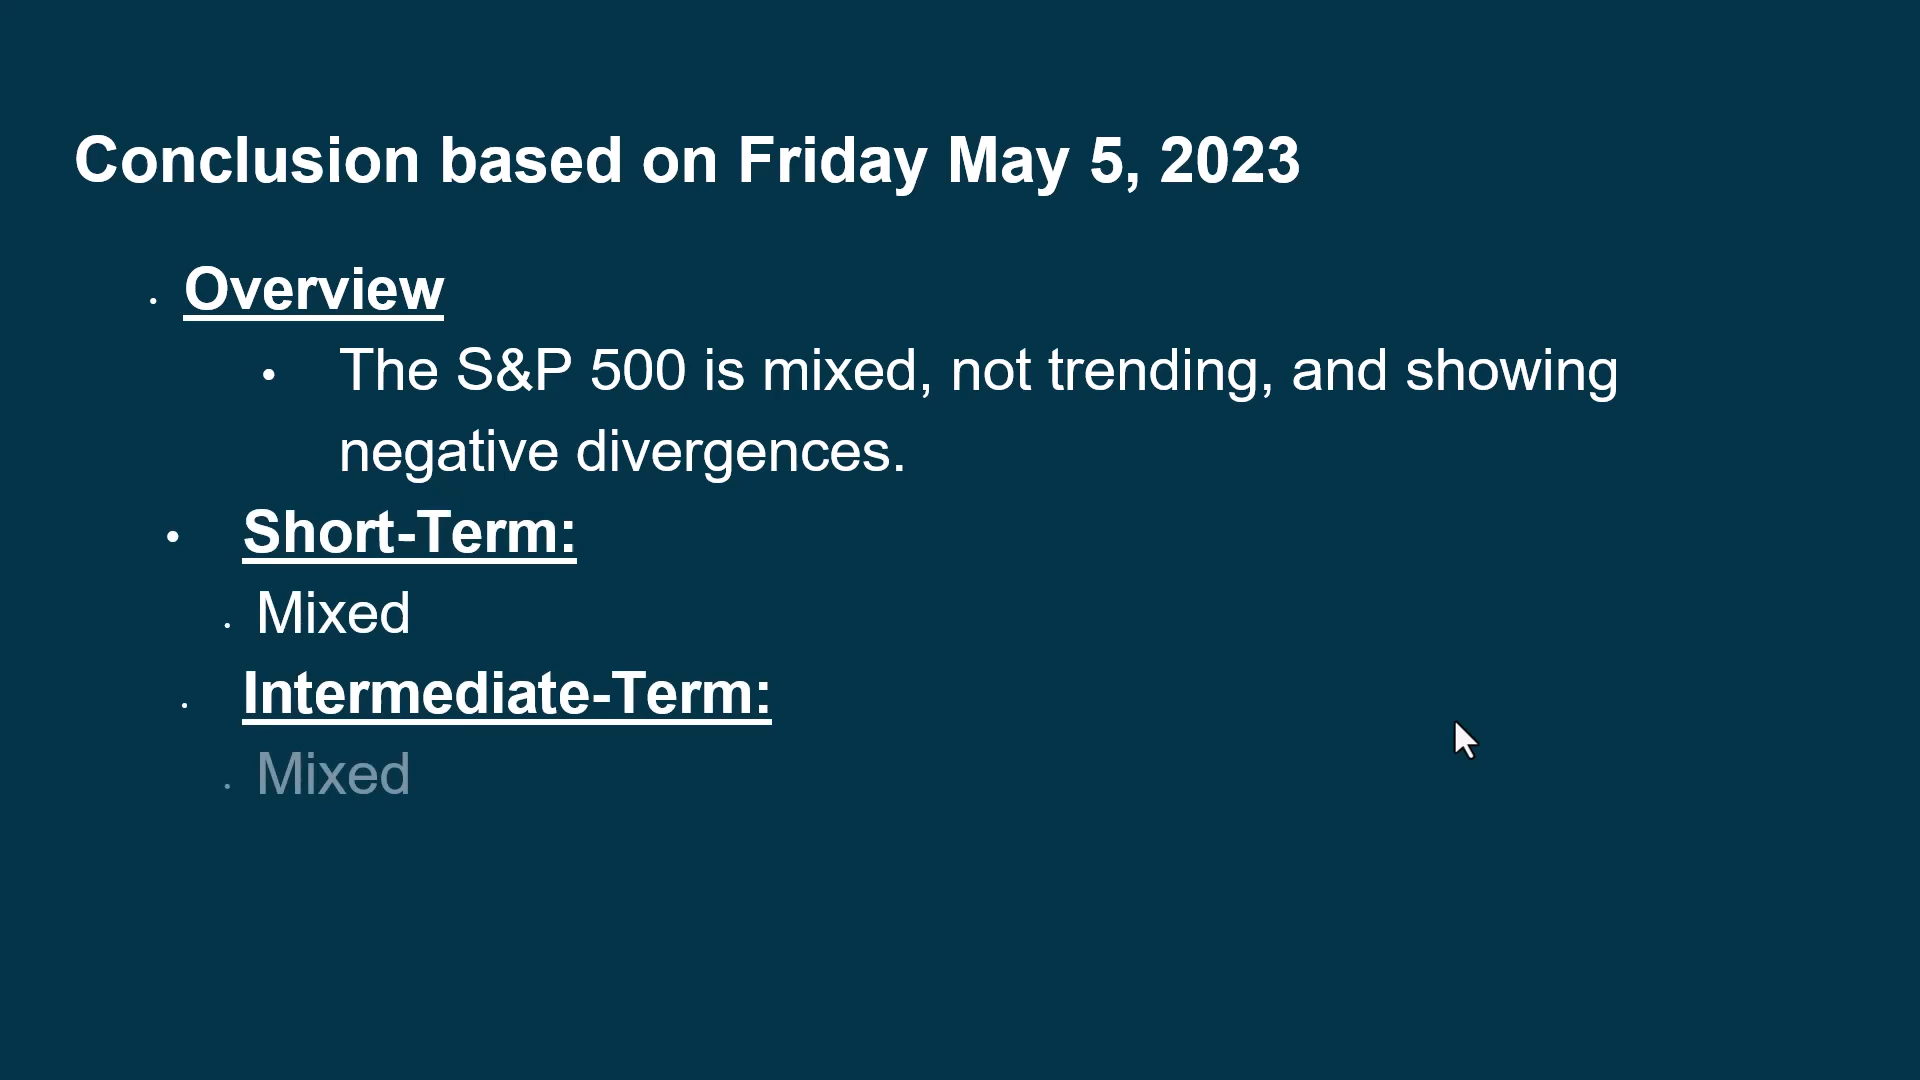 Conclusion based on Friday May 5, 2023
• Overview
• The S&P 500 is mixed, not trending, and showing
negative divergences.
• Short-Term:
• Mixed
• Intermediate-Term:
• Mixed